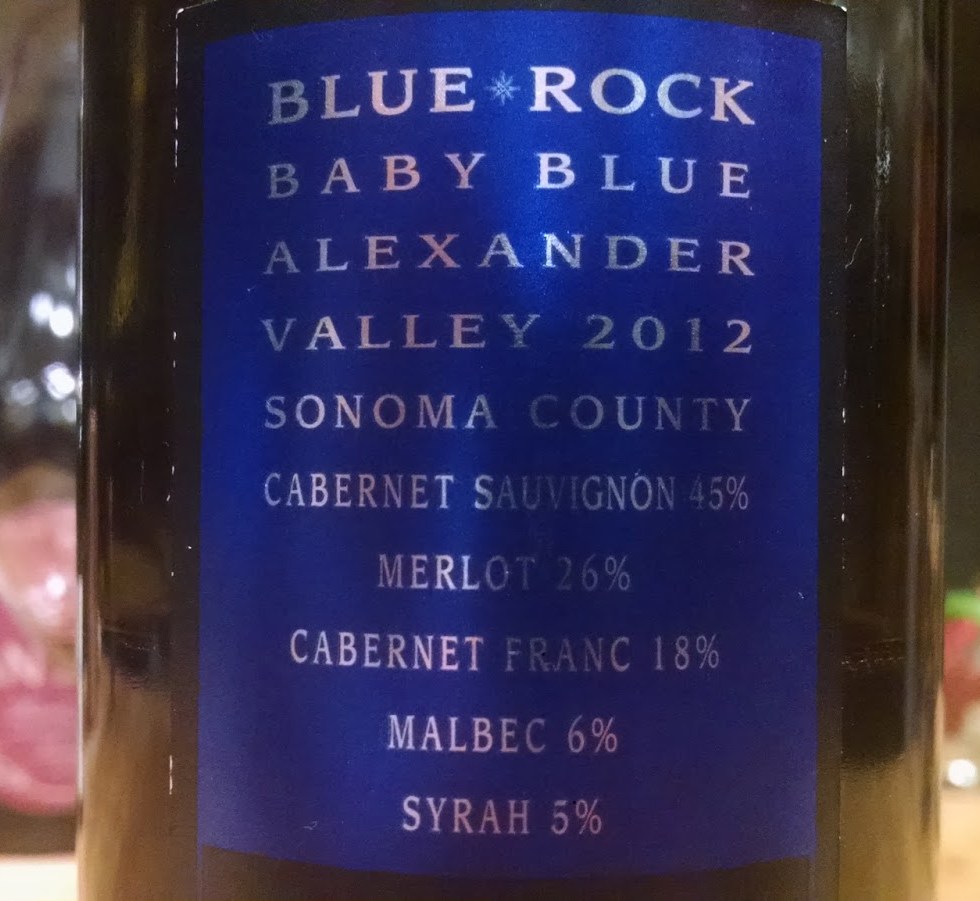 BLUE ROCK
BABY BLUE
ALEXANDER
VALLEY 2012
SONOMA COUNTY
CABERNET SAUVIGNON 45%
MERLOT 26%
CABERNET FRANC 18%
MALBEC 6%
SYRAH 5%